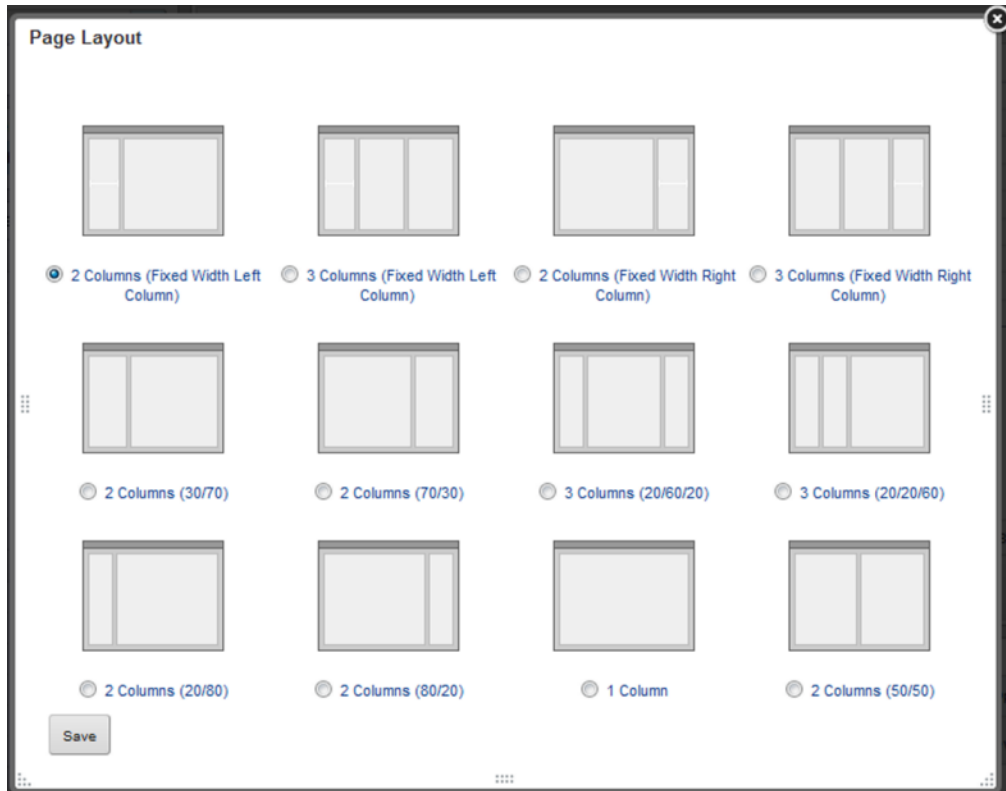 Page Layout
2 Columns (Fixed Width Left
Column)
3 Columns (Fixed Width Left
Column)
2 Columns (Fixed Width Right
Column)
3 Columns (Fixed Width Right
Column)
2 Columns (30/70)
2 Columns (70/30)
3 Columns (20/60/20)
3 Columns (20/20/60)
2 Columns (20/80)
2 Columns (80/20)
1 Column
2 Columns (50/50)
Save